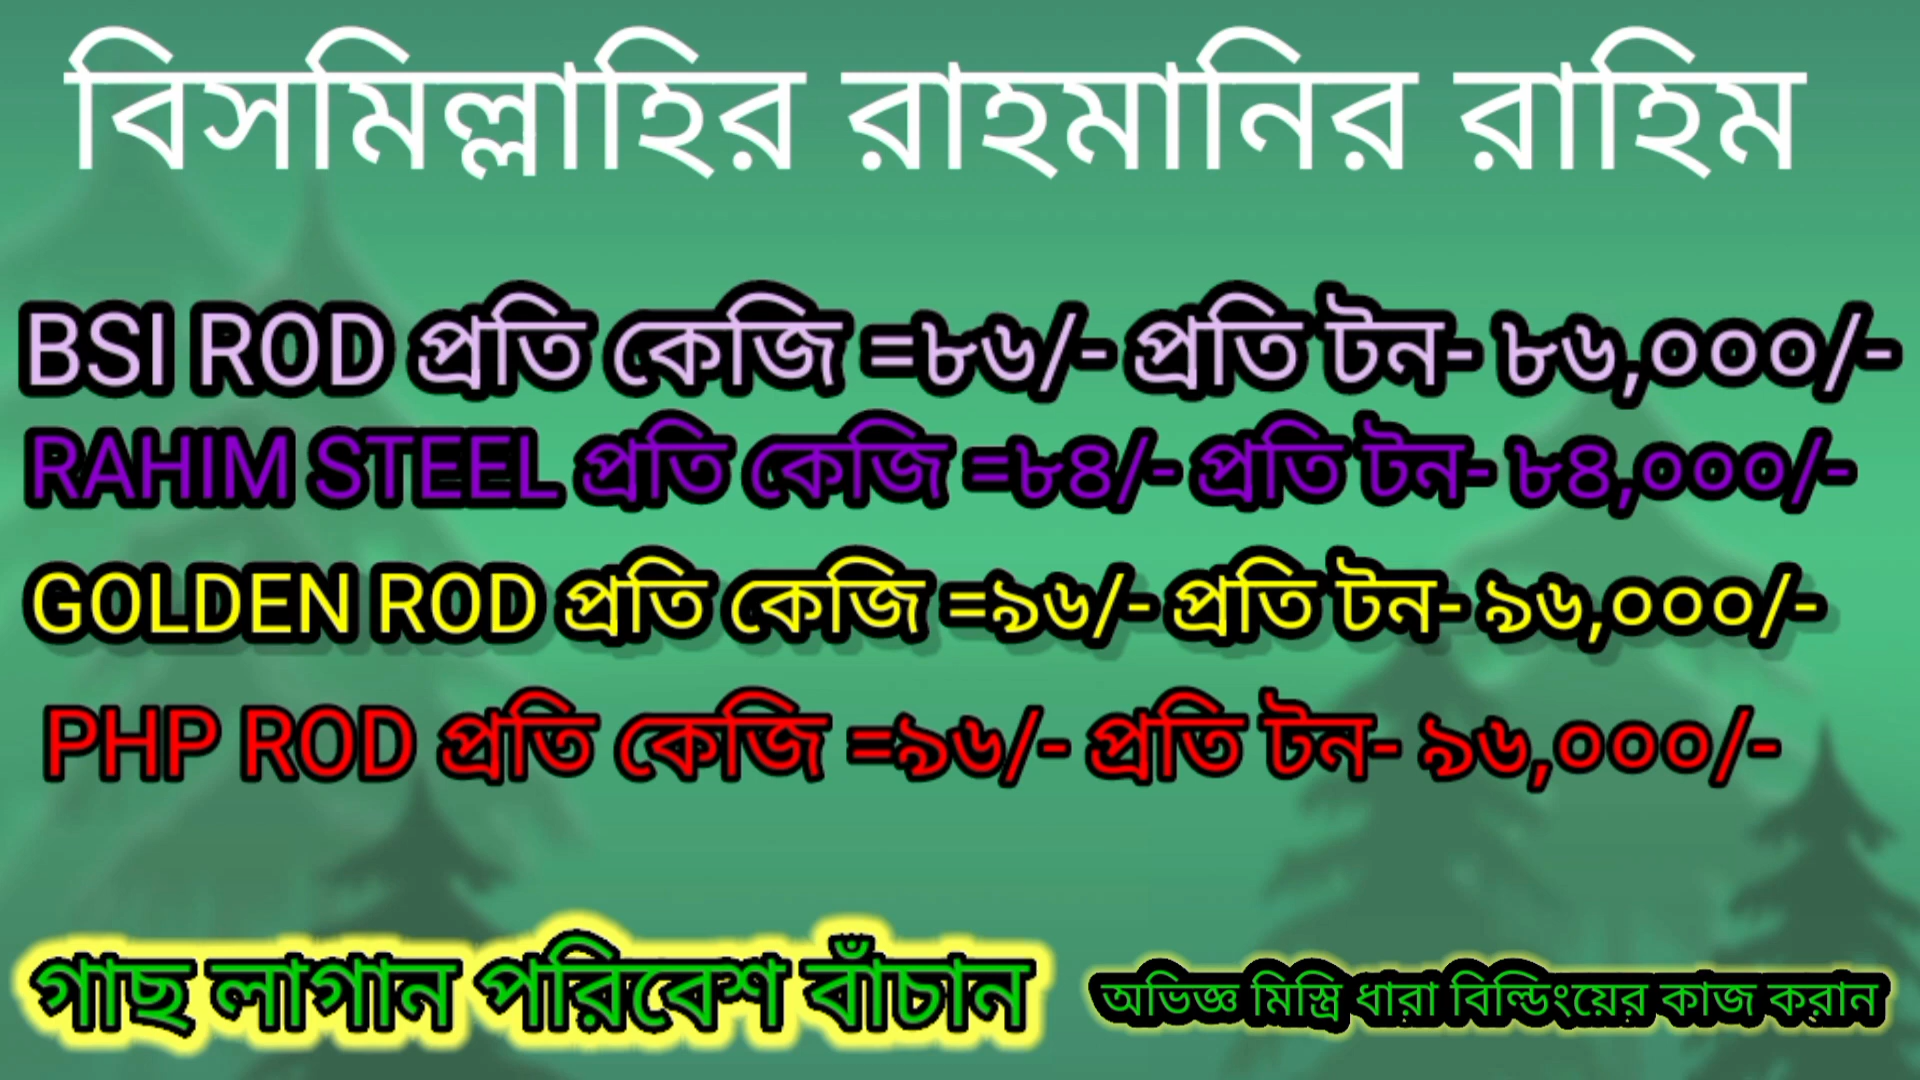 বিসমিল্লাহির রাহমানির রাহিম
BSI ROD প্রতি কেজি =৮৬/- প্রতি টন- ৮৬,০০০/-
RAHIM STEEL প্রতি কেজি =৮৪/- প্রতি টন- ৮৪,০০০/-
GOLDEN ROD প্রতি কেজি =৯৬/- প্রতি টন- ৯৬,০০০/-
PHP ROD প্রতি কেজি =৯৬/- প্রতি টন- ৯৬,০০০/-
গাছ লাগান পরিবেশ বাঁচান
অভিজ্ঞ মিস্ত্রি ধারা বিল্ডিংয়ের কাজ করান